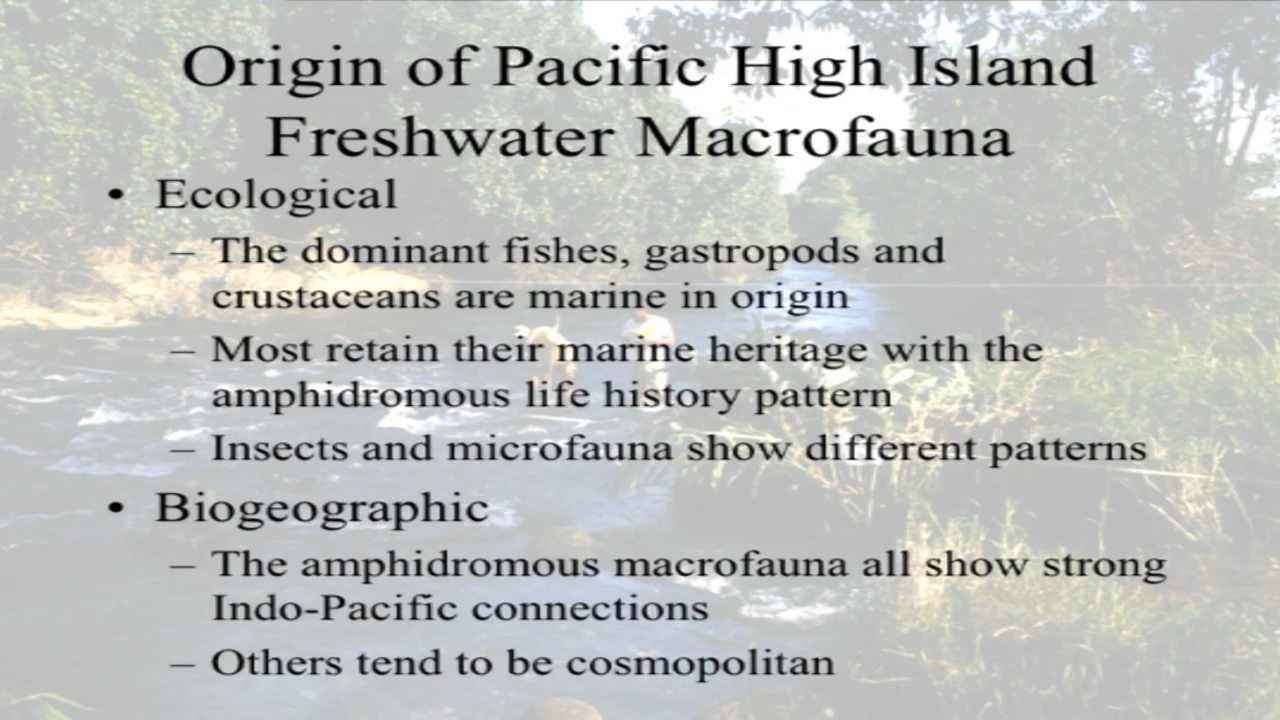 Origin of Pacific High Island
Freshwater Macrofauna
• Ecological
– The dominant fishes, gastropods and
crustaceans are marine in origin
– Most retain their marine heritage with the
amphidromous life history pattern
– Insects and microfauna show different patterns
• Biogeographic
– The amphidromous macrofauna all show strong
Indo-Pacific connections
– Others tend to be cosmopolitan